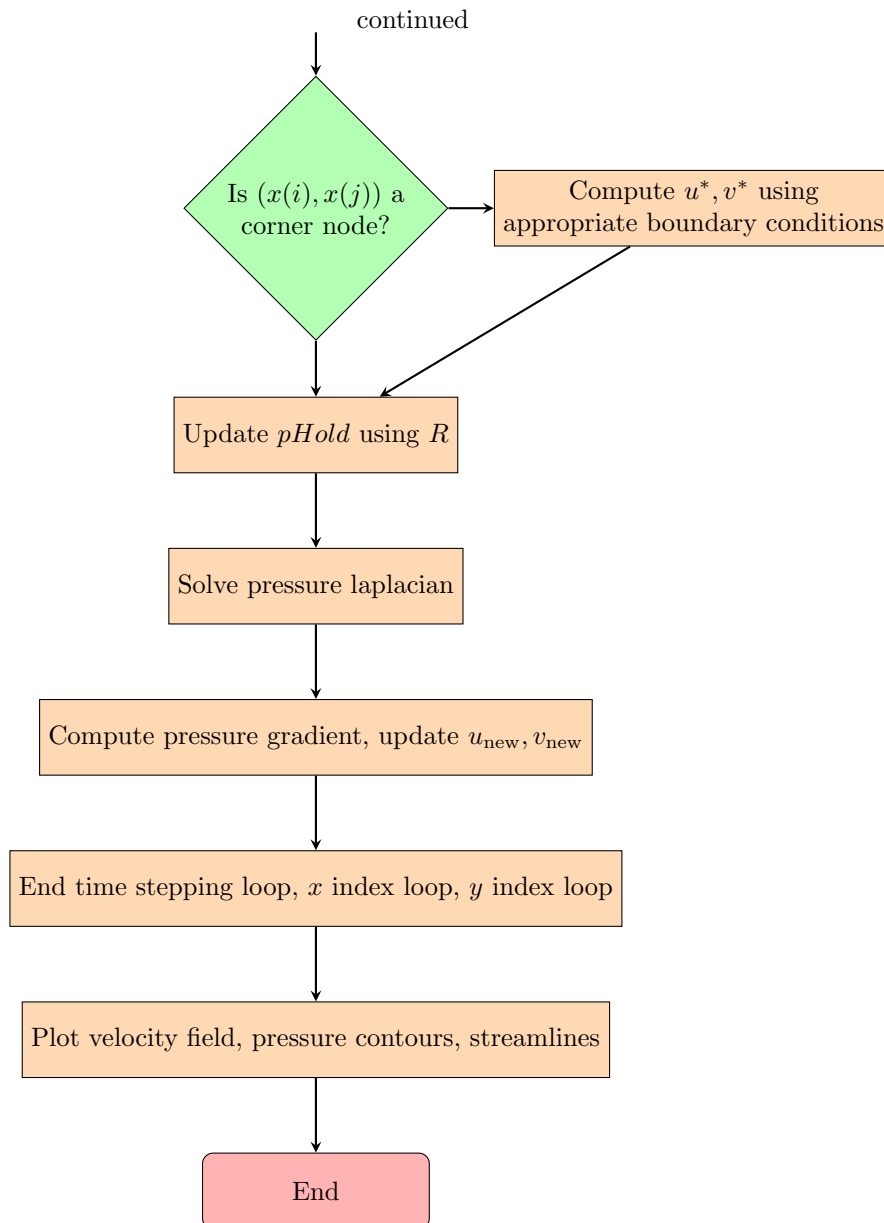 continued
Is (x(i), x(j)) a
corner node?
Compute u*, v* using
appropriate boundary conditions
Update pHold using R
Solve pressure laplacian
Compute pressure gradient, update u_new, v_new
End time stepping loop, x index loop, y index loop
Plot velocity field, pressure contours, streamlines
End